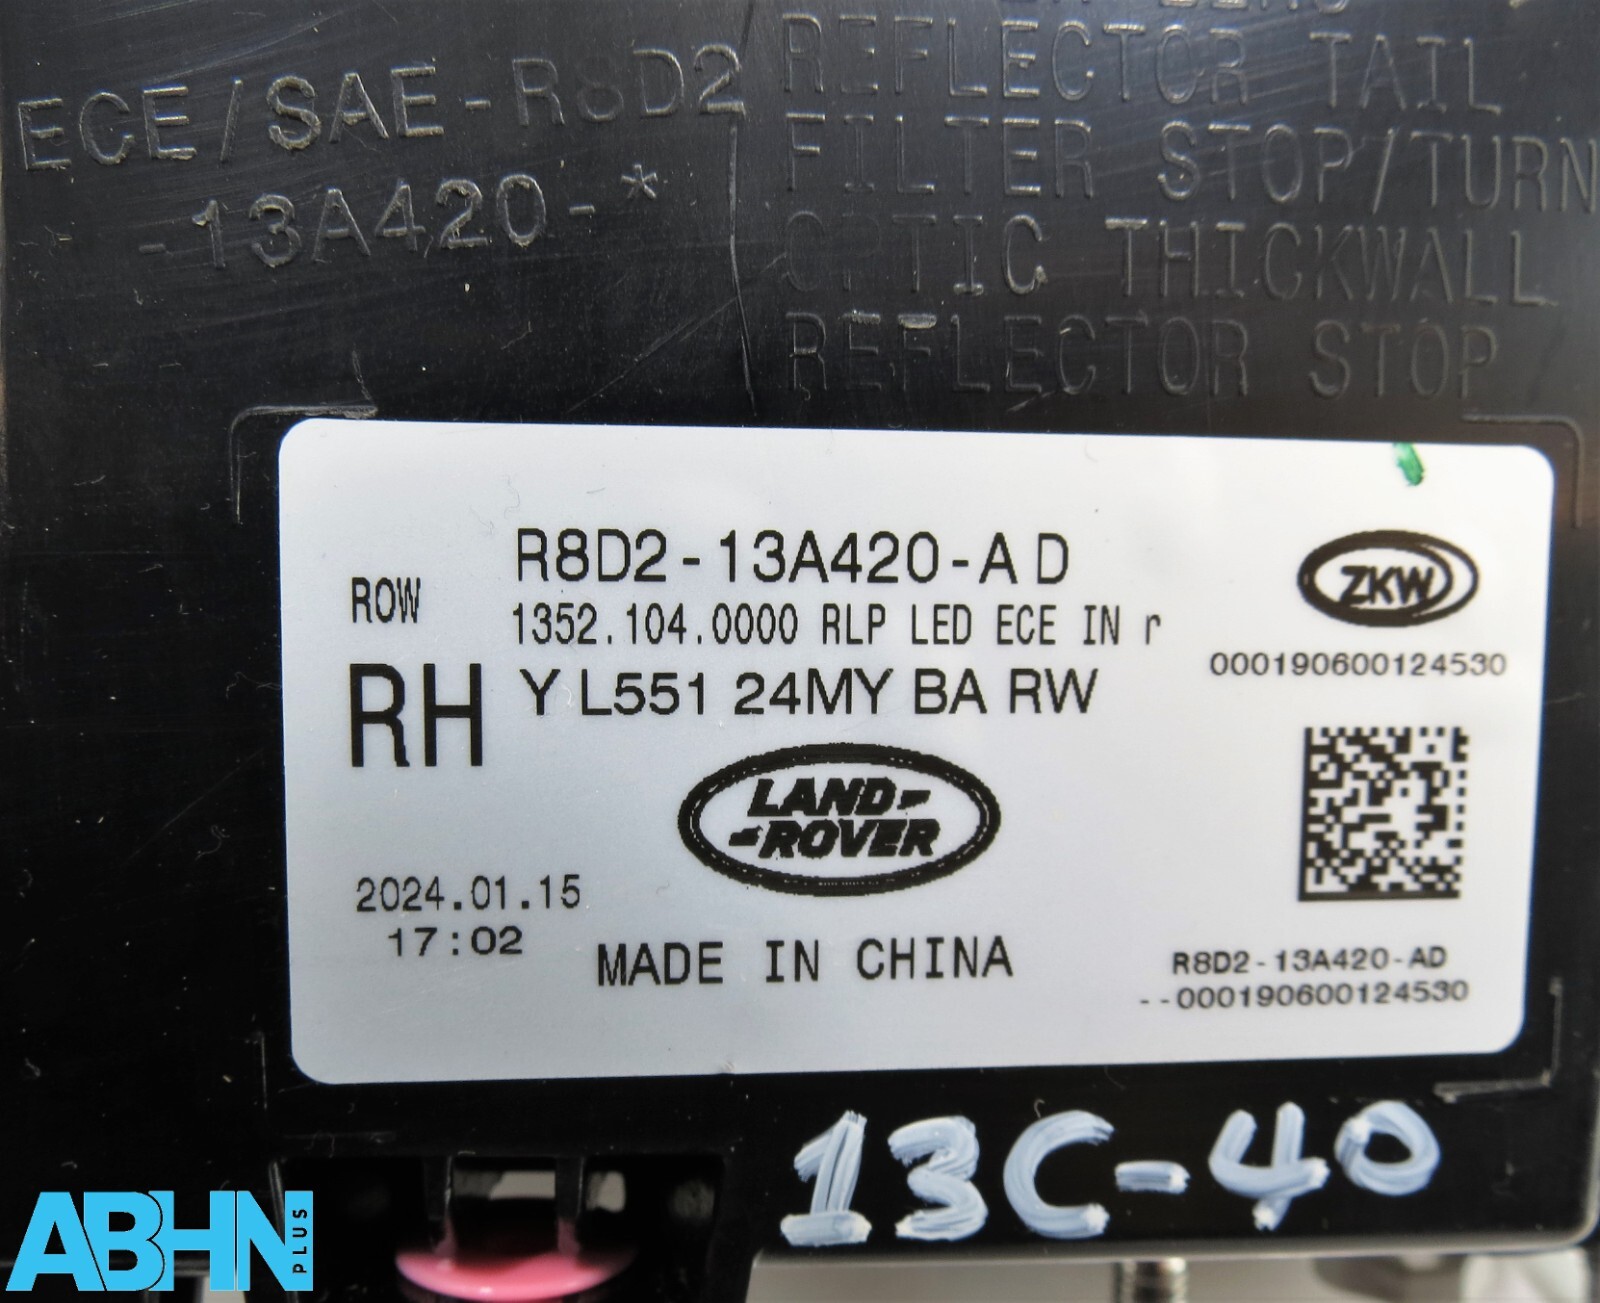 ECE/SAE-R8D2
-13A420-*
REFLECTOR TAIL
FILTER STOP/TURN
OPTIC THICKWALL
REFLECTOR STOP
R8D2-13A420-AD
ROW
1352.104.0000 RLP LED ECE IN r
RH
Y L551 24MY BA RW
ZKW
000190600124530
LAND-
-ROVER
2024.01.15
17:02
MADE IN CHINA
R8D2-13A420-AD
--000190600124530
13C-40
ABHN
PLUS